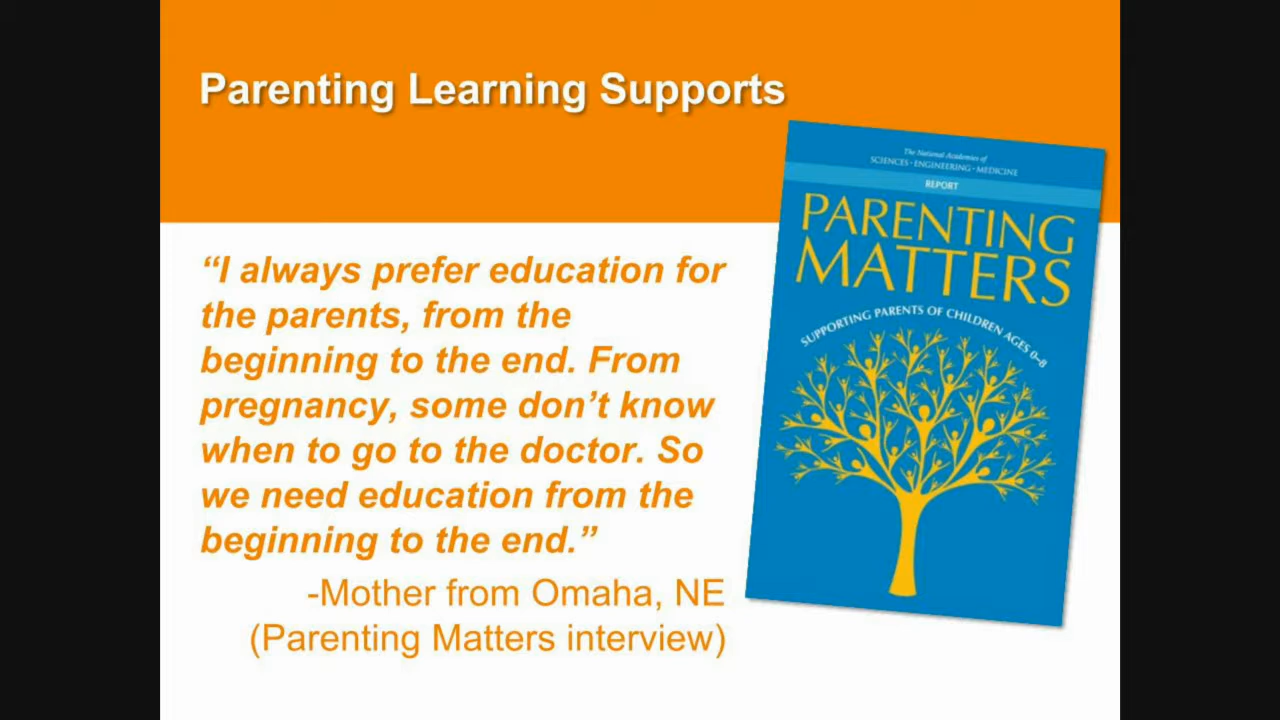 Parenting Learning Supports
The National Academies of
SCIENCES · ENGINEERING · MEDICINE
REPORT
PARENTING
MATTERS
SUPPORTING PARENTS OF CHILDREN AGES 0–8
“I always prefer education for
the parents, from the
beginning to the end. From
pregnancy, some don’t know
when to go to the doctor. So
we need education from the
beginning to the end.”
-Mother from Omaha, NE
(Parenting Matters interview)